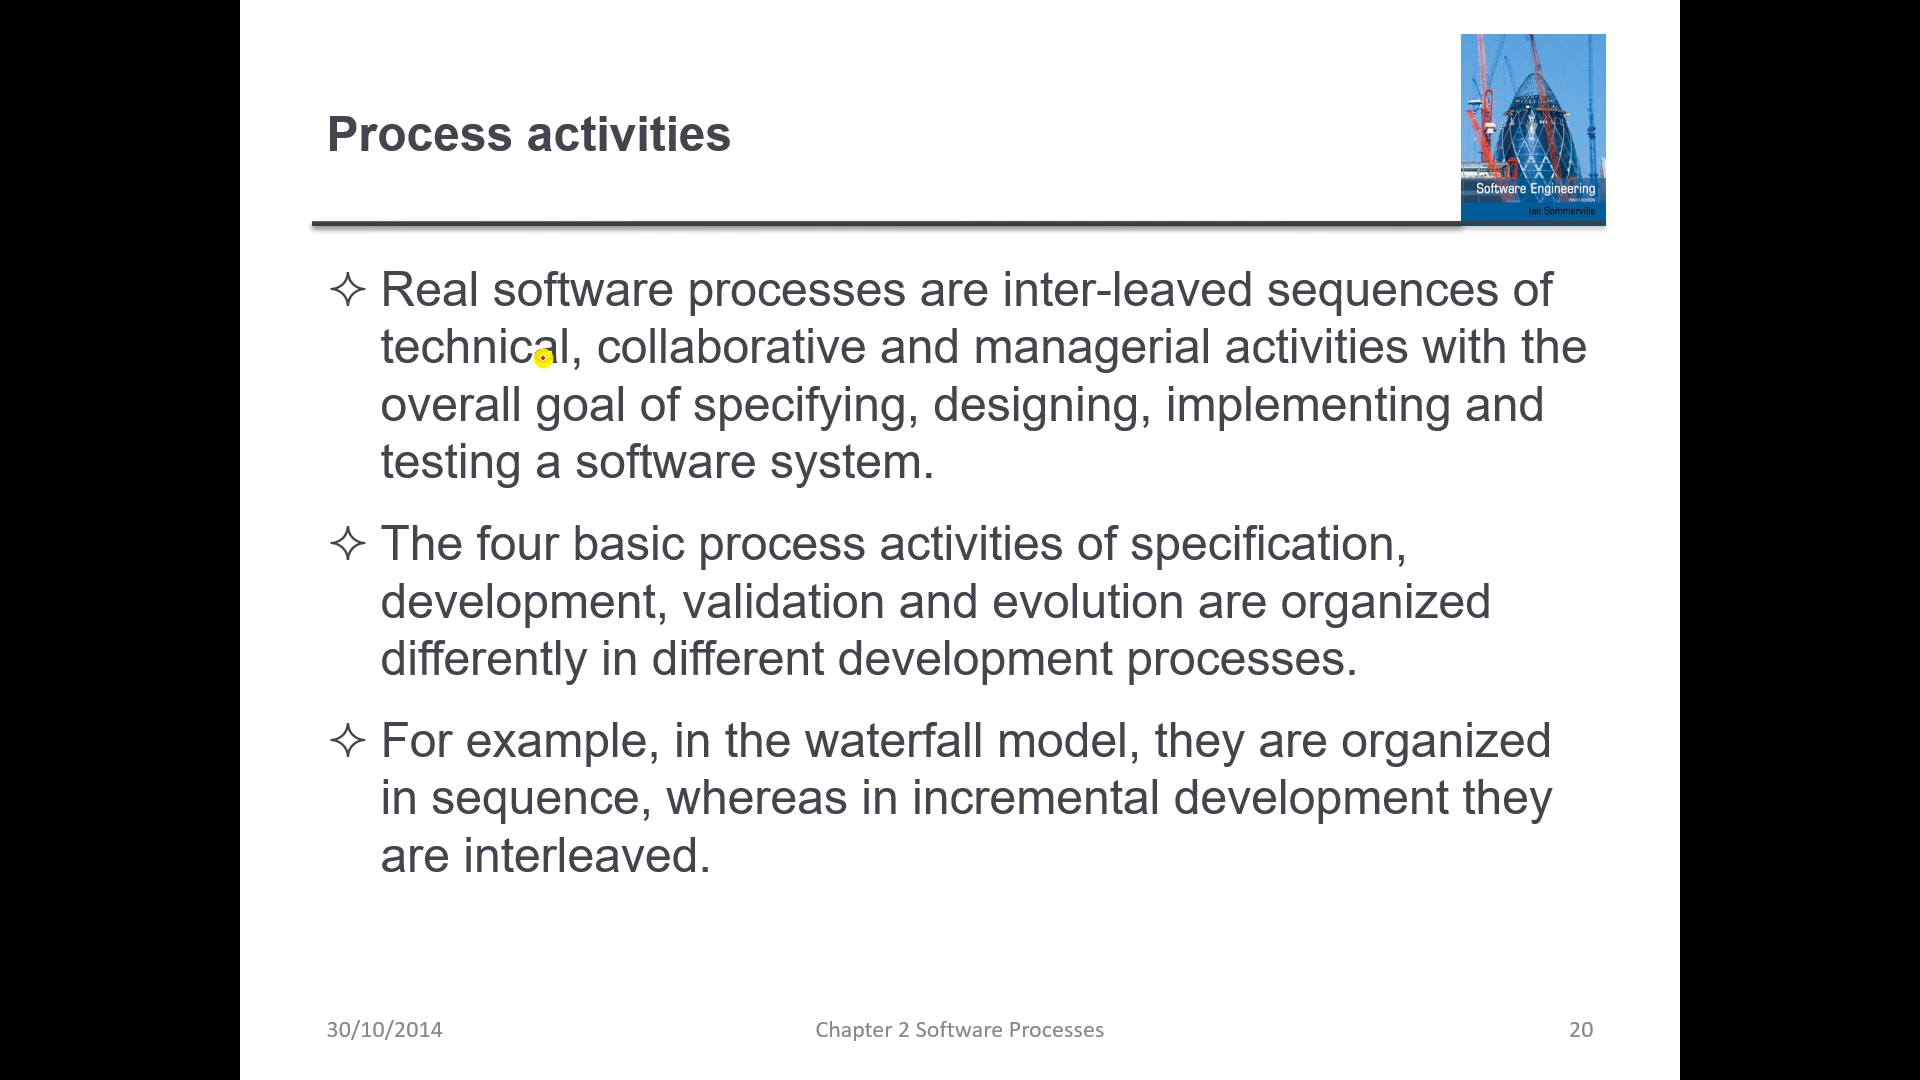 Process activities
Software Engineering
Ian Sommerville
Real software processes are inter-leaved sequences of
technical, collaborative and managerial activities with the
overall goal of specifying, designing, implementing and
testing a software system.
The four basic process activities of specification,
development, validation and evolution are organized
differently in different development processes.
For example, in the waterfall model, they are organized
in sequence, whereas in incremental development they
are interleaved.
30/10/2014
Chapter 2 Software Processes
20